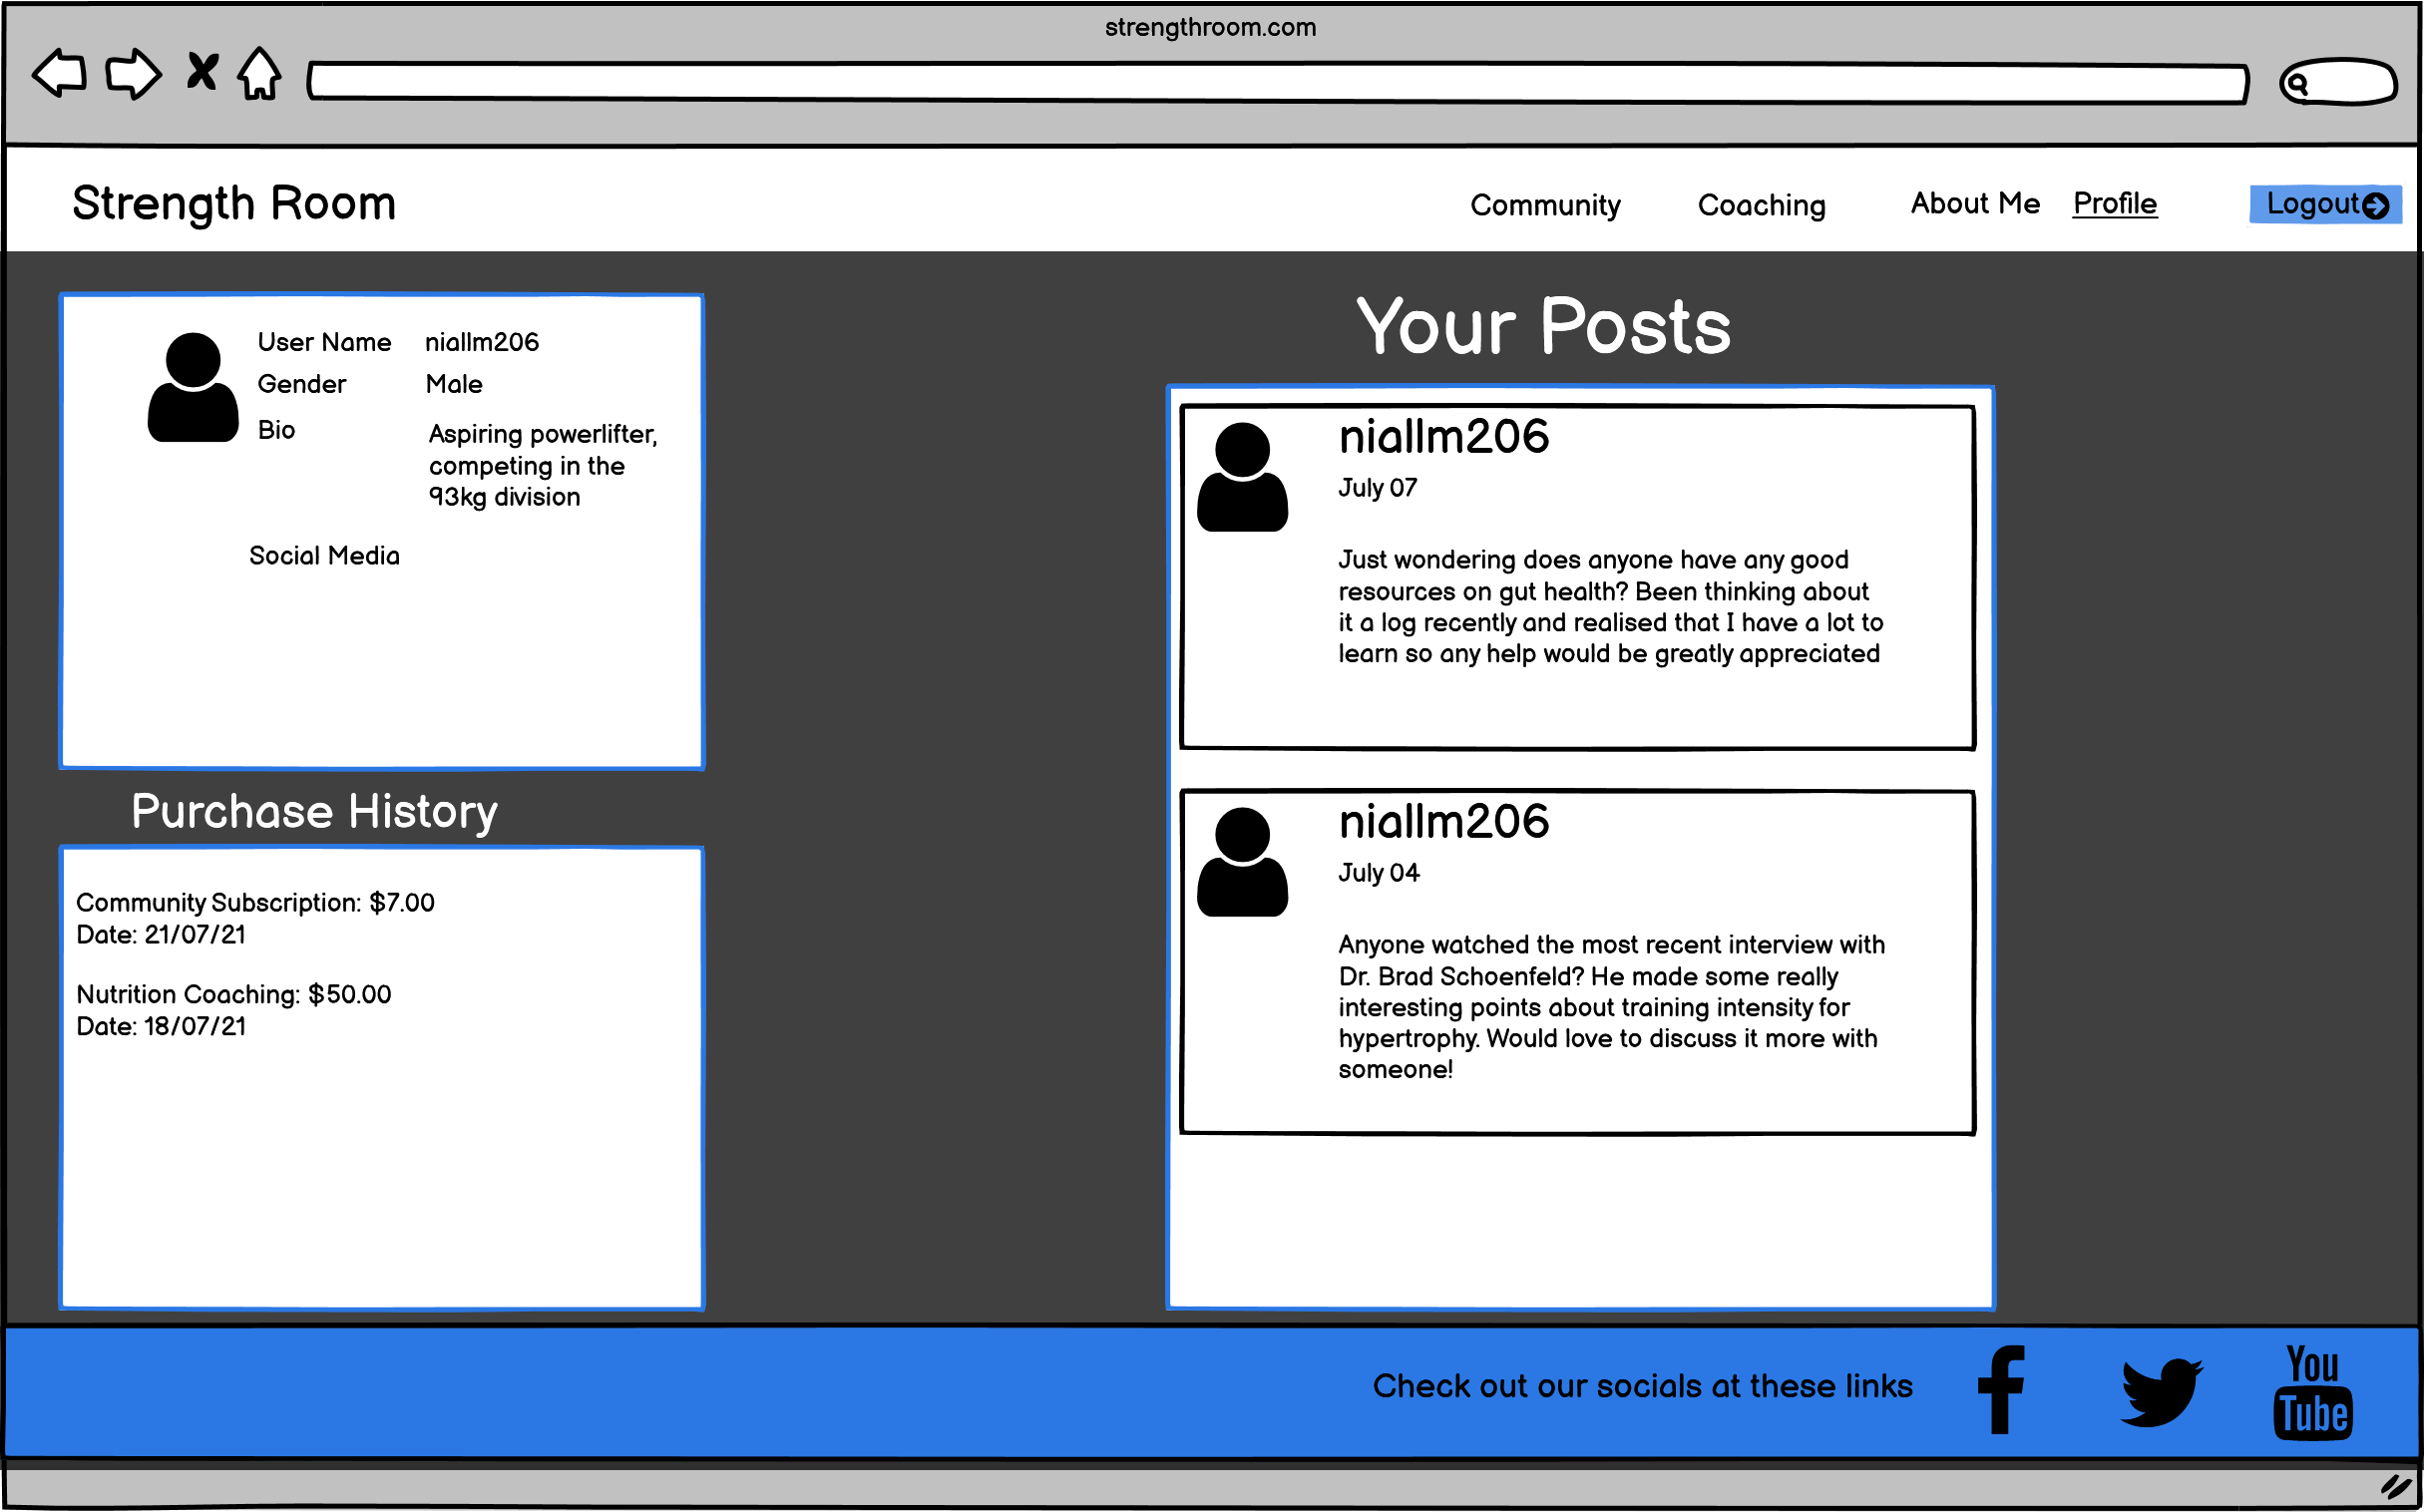 strengthroom.com
Strength Room
Community
Coaching
About Me
Profile
Logout
User Name niallm206
Gender Male
Bio
Aspiring powerlifter,
competing in the
93kg division
Social Media
Purchase History
Community Subscription: $7.00
Date: 21/07/21
Nutrition Coaching: $50.00
Date: 18/07/21
Your Posts
niallm206
July 07
Just wondering does anyone have any good
resources on gut health? Been thinking about
it a log recently and realised that I have a lot to
learn so any help would be greatly appreciated
niallm206
July 04
Anyone watched the most recent interview with
Dr. Brad Schoenfeld? He made some really
interesting points about training intensity for
hypertrophy. Would love to discuss it more with
someone!
Check out our socials at these links
You
Tube